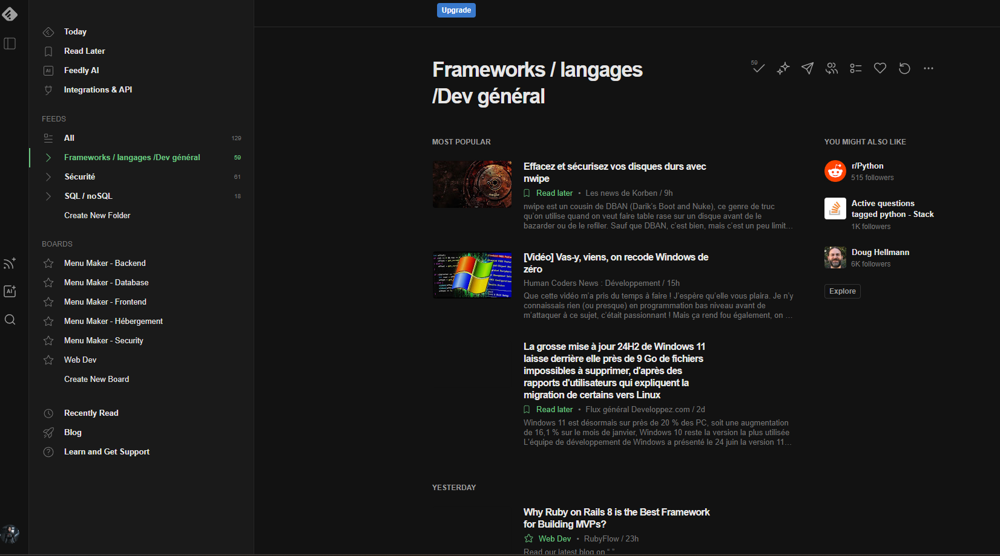 Upgrade
Today
Read Later
AI
Feedly AI
Integrations & API
FEEDS
All
129
Frameworks / langages /Dev général
59
Sécurité
61
SQL / noSQL
18
Create New Folder
BOARDS
Menu Maker - Backend
Menu Maker - Database
Menu Maker - Frontend
Menu Maker - Hébergement
Menu Maker - Security
Web Dev
Create New Board
Recently Read
Blog
Learn and Get Support
AI
Frameworks / langages
/Dev général
59
MOST POPULAR
Effacez et sécurisez vos disques durs avec
nwipe
Read later • Les news de Korben / 9h
nwipe est un cousin de DBAN (Darik's Boot and Nuke), ce genre de truc
qu'on utilise quand on veut faire table rase sur un disque avant de le
bazarder ou de le refiler. Sauf que DBAN, c'est bien, mais c'est un peu limit…
[Vidéo] Vas-y, viens, on recode Windows de
zéro
Human Coders News : Développement / 15h
Que cette vidéo m'a pris du temps à faire ! J'espère qu'elle vous plaira. Je n'y
connaissais rien (ou presque) en programmation bas niveau avant de
m'attaquer à ce sujet, c'était passionnant ! Mais ça rend fou également, on …
La grosse mise à jour 24H2 de Windows 11
laisse derrière elle près de 9 Go de fichiers
impossibles à supprimer, d'après des
rapports d'utilisateurs qui expliquent la
migration de certains vers Linux
Read later • Flux général Developpez.com / 2d
Windows 11 est désormais sur près de 20 % des PC, soit une augmentation
de 16,1 % sur le mois de janvier, Windows 10 reste la version la plus utilisée
L'équipe de développement de Windows a présenté le 24 juin la version 11…
YESTERDAY
Why Ruby on Rails 8 is the Best Framework
for Building MVPs?
Web Dev • RubyFlow / 23h
Read our latest blog on “ ”
YOU MIGHT ALSO LIKE
r/Python
515 followers
Active questions
tagged python - Stack
1K followers
Doug Hellmann
6K followers
Explore